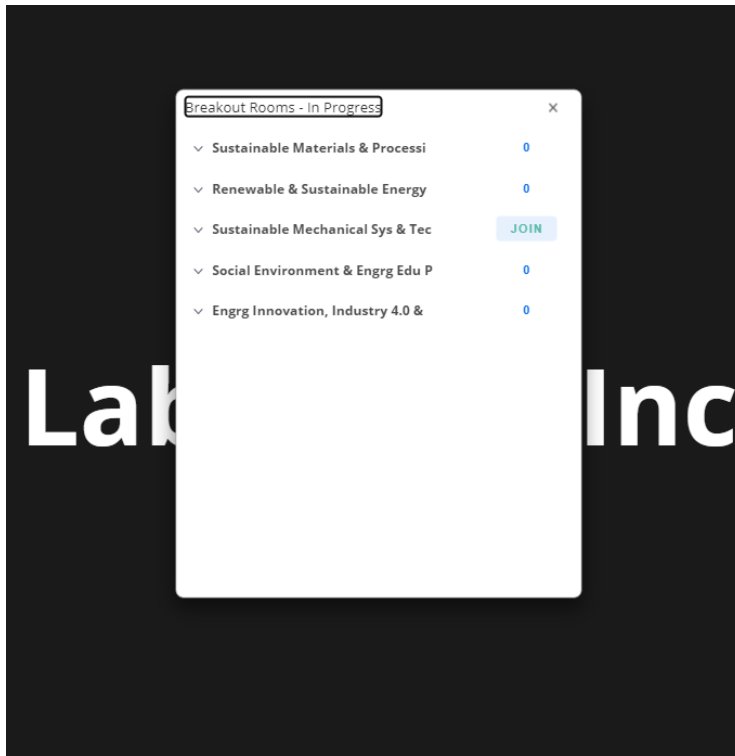 Breakout Rooms - In Progress
Sustainable Materials & Processi 0
Renewable & Sustainable Energy 0
Sustainable Mechanical Sys & Tec JOIN
Social Environment & Engrg Edu P 0
Engrg Innovation, Industry 4.0 & 0
Inc